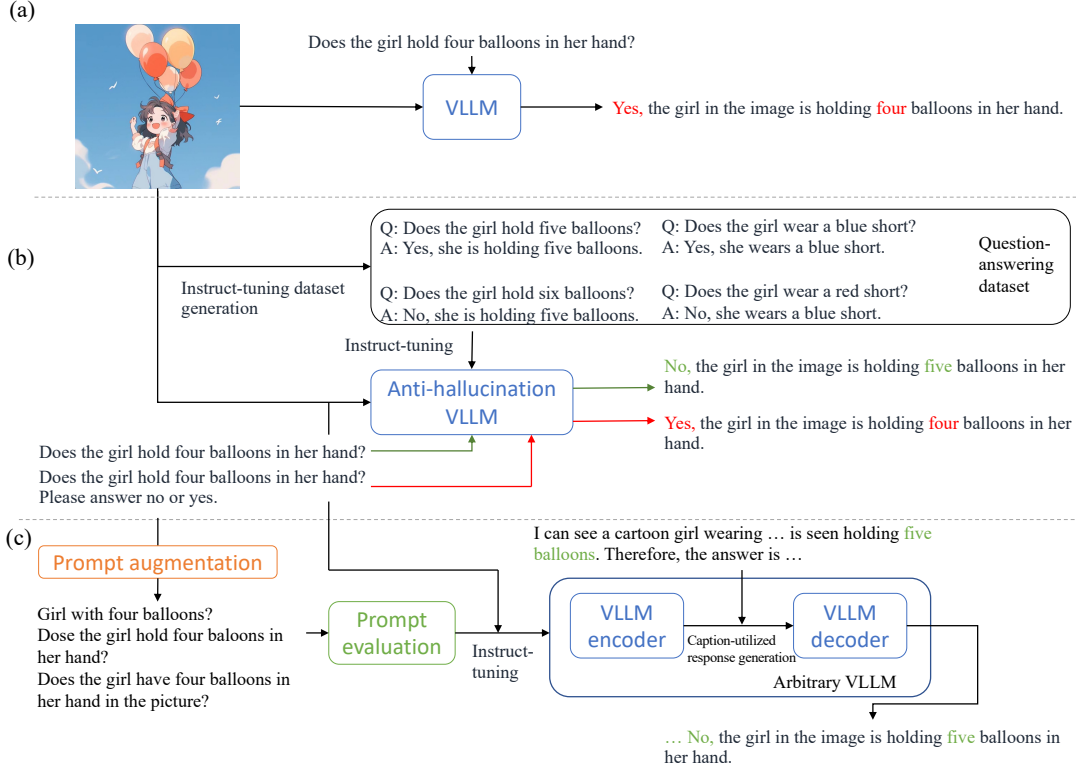 (a)
Does the girl hold four balloons in her hand?
VLLM
Yes, the girl in the image is holding four balloons in her hand.
(b)
Instruct-tuning dataset
generation
Q: Does the girl hold five balloons?
A: Yes, she is holding five balloons.
Q: Does the girl wear a blue short?
A: Yes, she wears a blue short.
Q: Does the girl hold six balloons?
A: No, she is holding five balloons.
Q: Does the girl wear a red short?
A: No, she wears a blue short.
Question-
answering
dataset
Instruct-tuning
Anti-hallucination
VLLM
No, the girl in the image is holding five balloons in her
hand.
Yes, the girl in the image is holding four balloons in her
hand.
Does the girl hold four balloons in her hand?
Does the girl hold four balloons in her hand?
Please answer no or yes.
(c)
Prompt augmentation
Girl with four balloons?
Dose the girl hold four baloons in
her hand?
Does the girl have four balloons in
her hand in the picture?
Prompt
evaluation
Instruct-
tuning
I can see a cartoon girl wearing … is seen holding five
balloons. Therefore, the answer is …
VLLM
encoder
Caption-utilized
response generation
VLLM
decoder
Arbitrary VLLM
… No, the girl in the image is holding five balloons in
her hand.